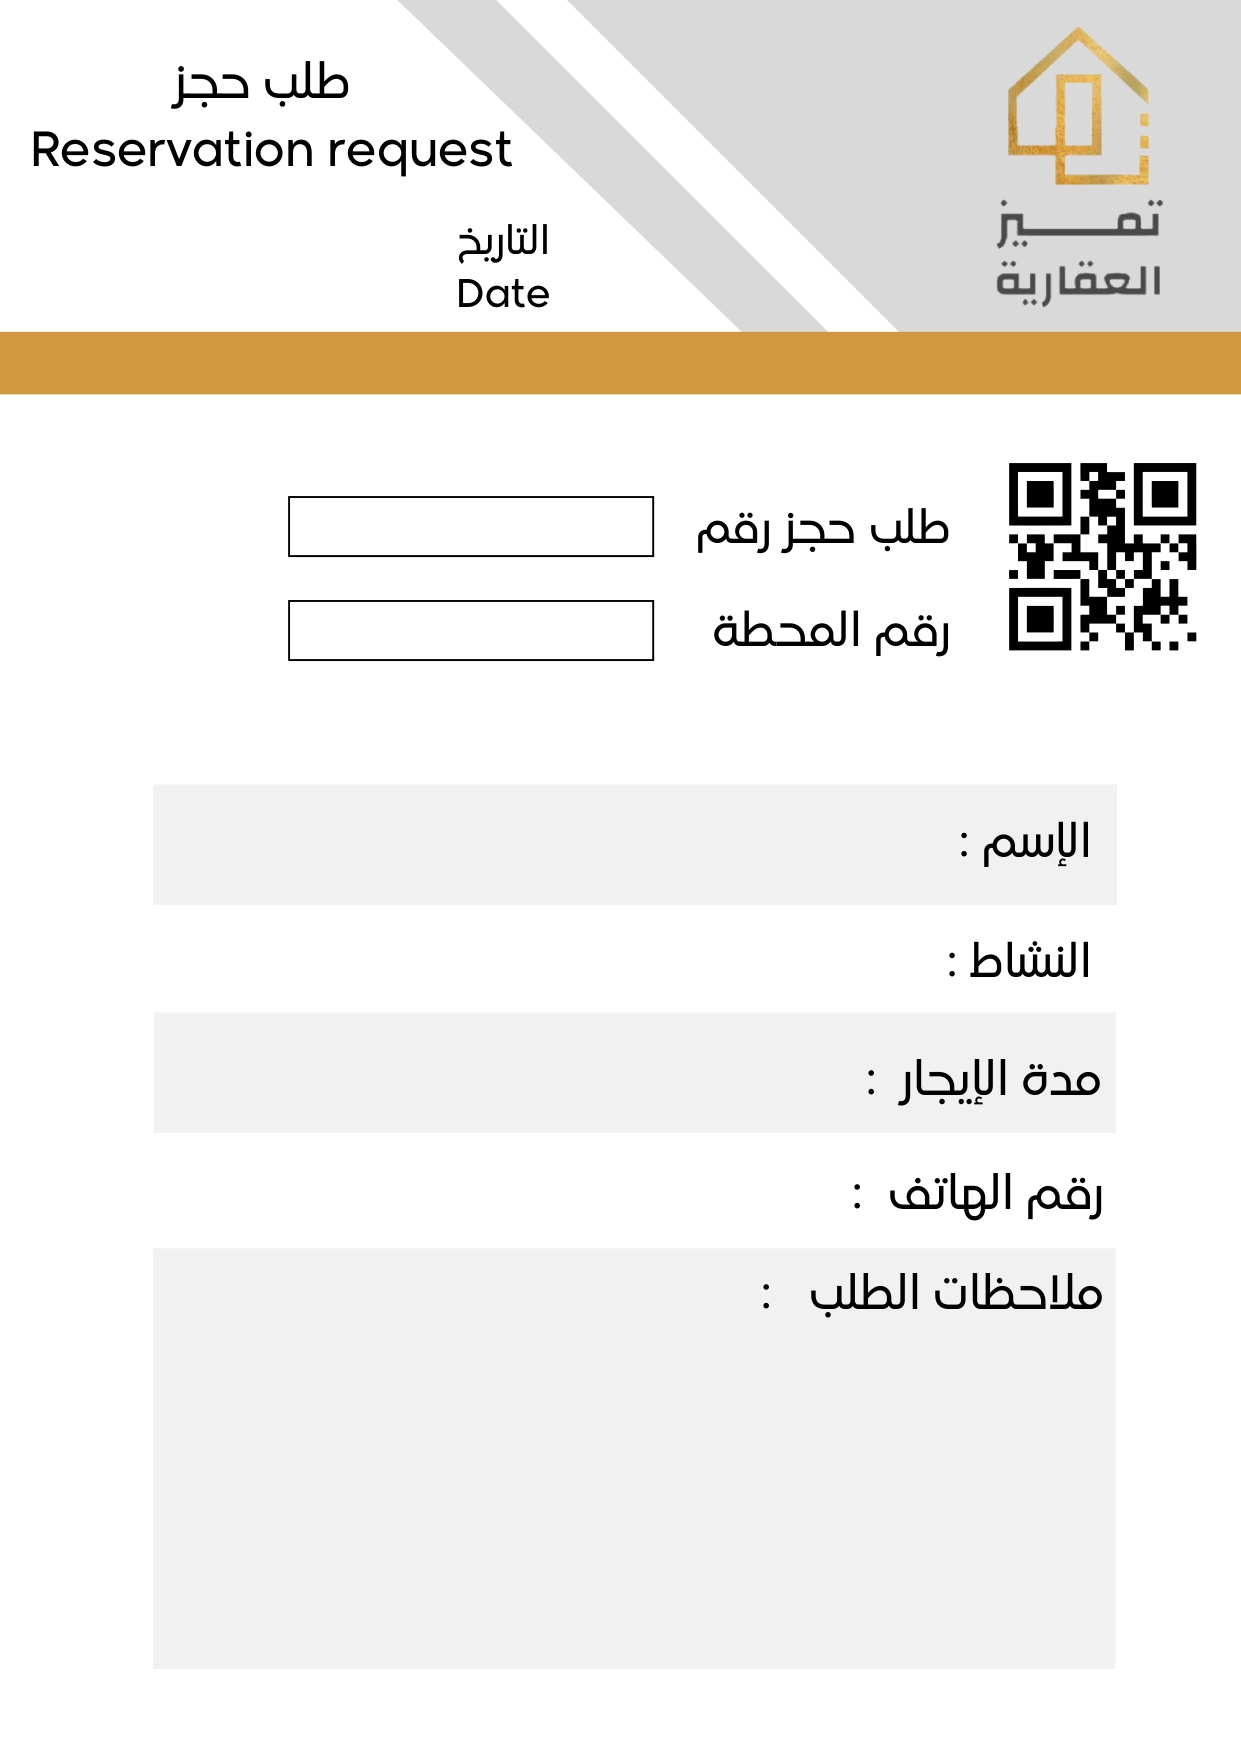 طلب حجز
Reservation request
التاريخ
Date
تميز
العقارية
طلب حجز رقم
رقم المحطة
الإسم :
النشاط :
مدة الإيجار :
رقم الهاتف :
ملاحظات الطلب :